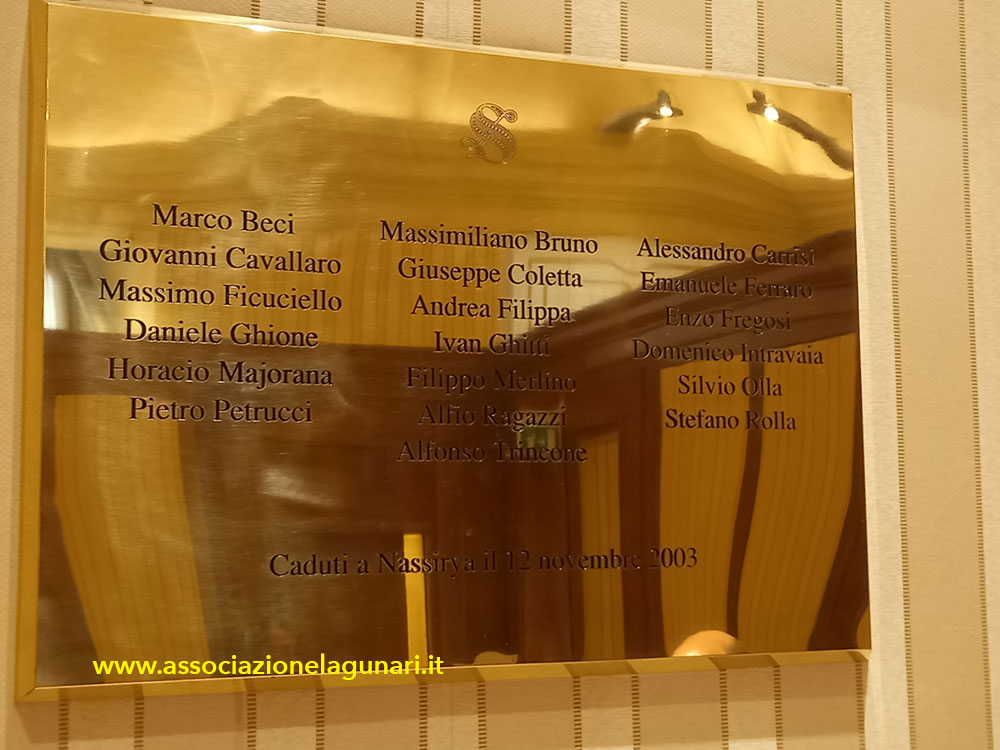 S
Marco Beci
Giovanni Cavallaro
Massimo Ficuciello
Daniele Ghione
Horacio Majorana
Pietro Petrucci
Massimiliano Bruno
Giuseppe Coletta
Andrea Filippa
Ivan Ghitti
Filippo Merlino
Alfio Ragazzi
Alfonso Trincone
Alessandro Carrisi
Emanuele Ferraro
Enzo Fregosi
Domenico Intravaia
Silvio Olla
Stefano Rolla
Caduti a Nassirya il 12 novembre 2003
www.associazionelagunari.it